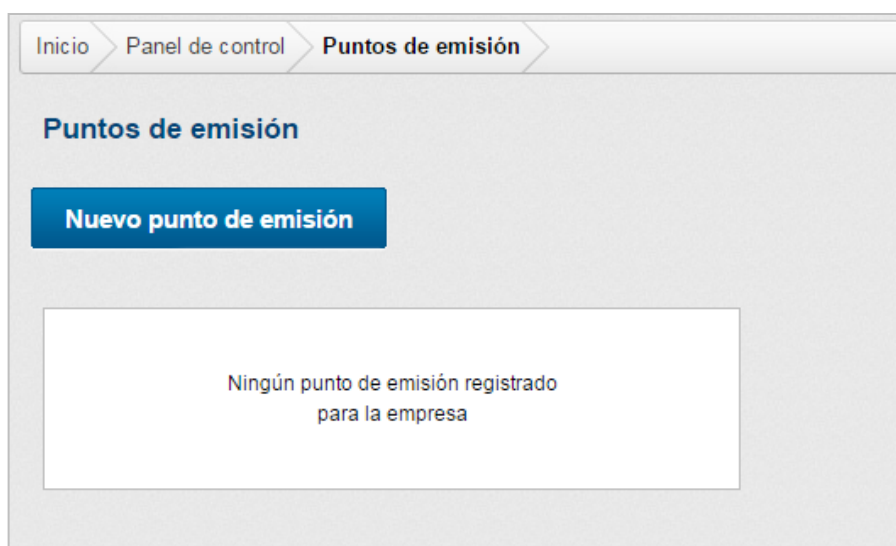 Inicio Panel de control Puntos de emisión
Puntos de emisión
Nuevo punto de emisión
Ningún punto de emisión registrado
para la empresa